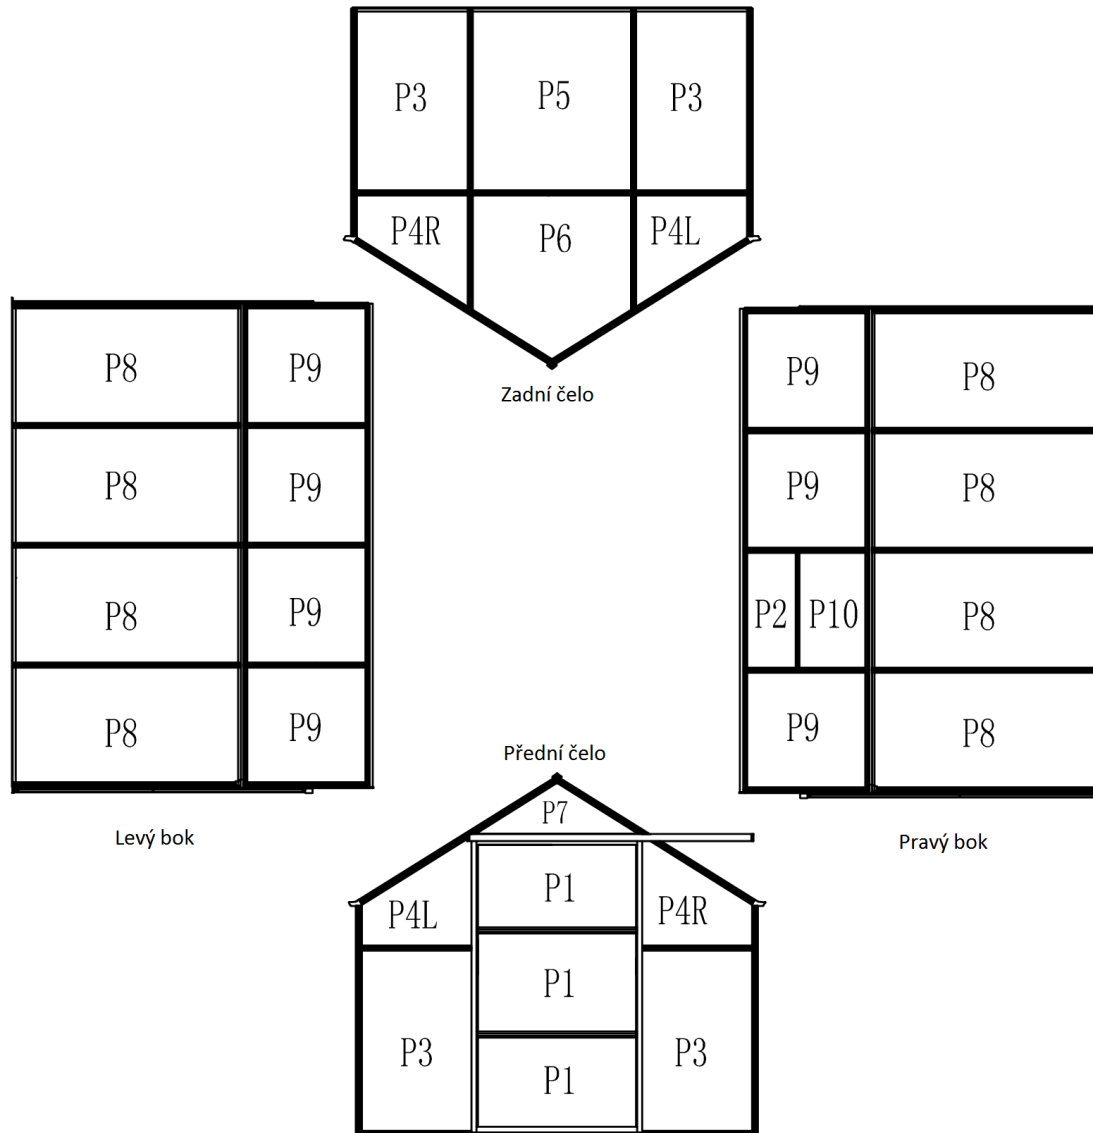 P3 P5 P3
P4R P6 P4L
Zadní čelo
P8 P9
P8 P9
P8 P9
P8 P9
Levý bok
P9 P8
P9 P8
P2 P10 P8
P9 P8
Pravý bok
Přední čelo
P7
P4L P1 P4R
P1
P3 P1 P3